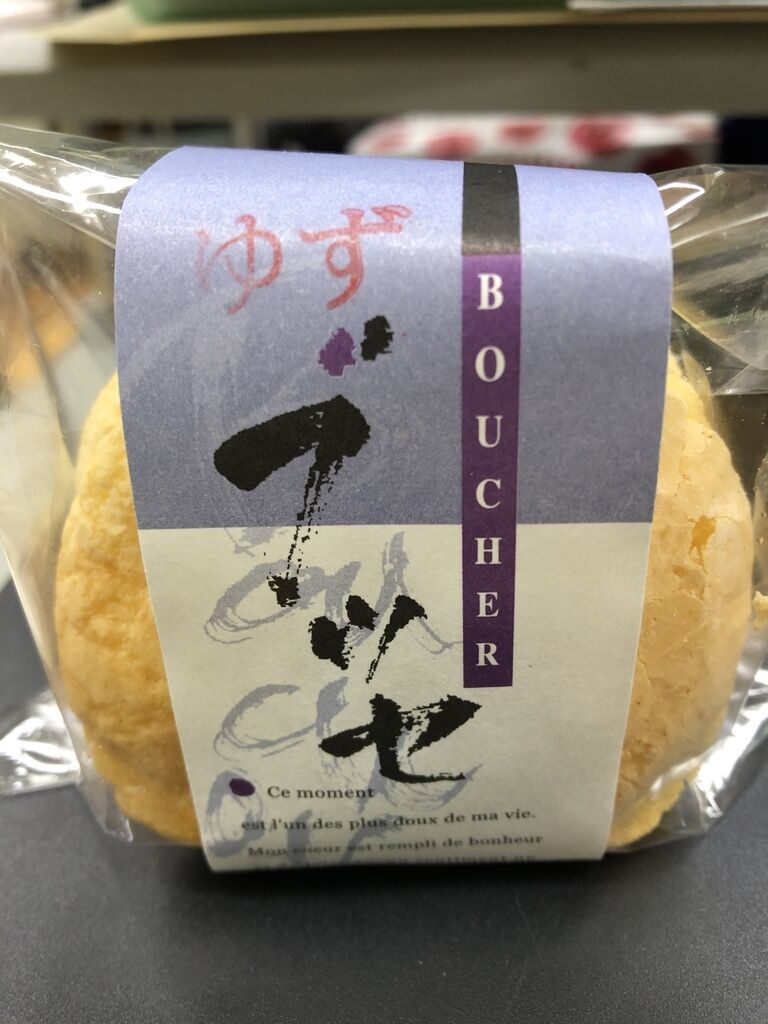 ゆず
ブッセ
BOUCHER
Ce moment
est l'un des plus doux de ma vie.
Mon coeur est rempli de bonheur